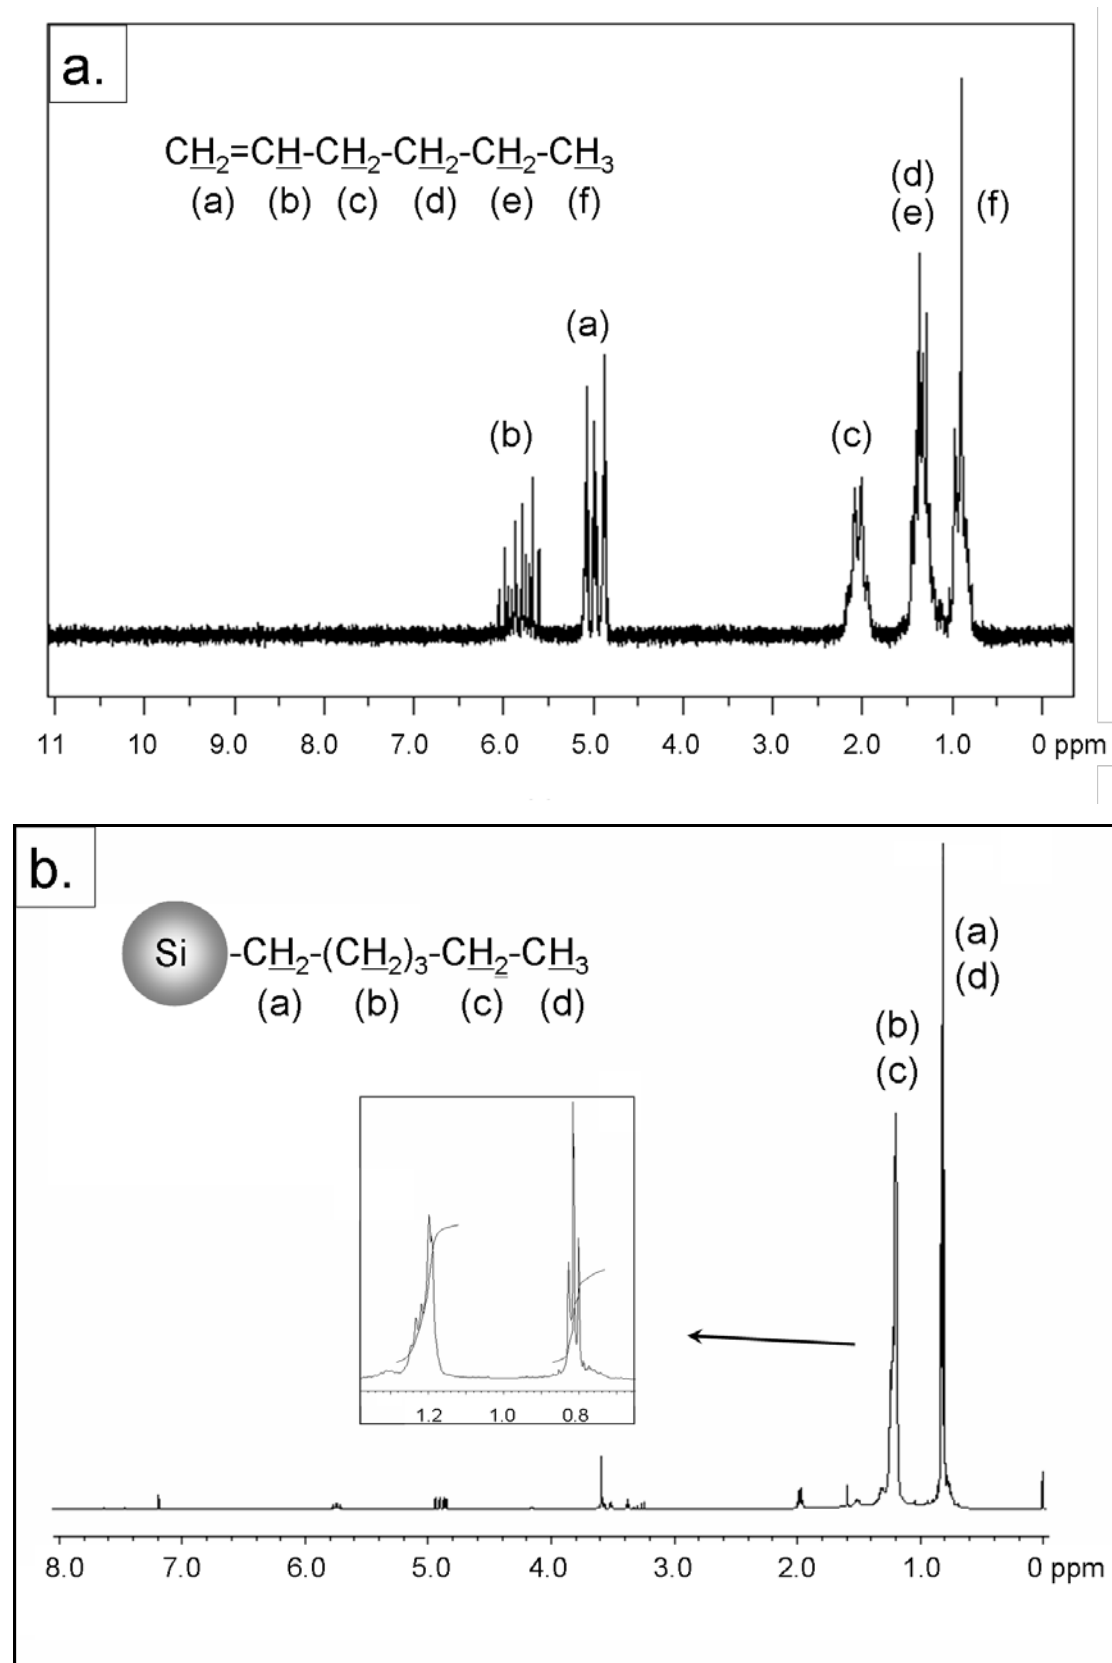 a.
CH2=CH-CH2-CH2-CH2-CH3
(a) (b) (c) (d) (e) (f)
(d)
(e)
(f)
(a)
(b)
(c)
11 10 9.0 8.0 7.0 6.0 5.0 4.0 3.0 2.0 1.0 0 ppm
b.
Si -CH2-(CH2)3-CH2-CH3
(a) (b) (c) (d)
(a)
(d)
(b)
(c)
1.2 1.0 0.8
8.0 7.0 6.0 5.0 4.0 3.0 2.0 1.0 0 ppm